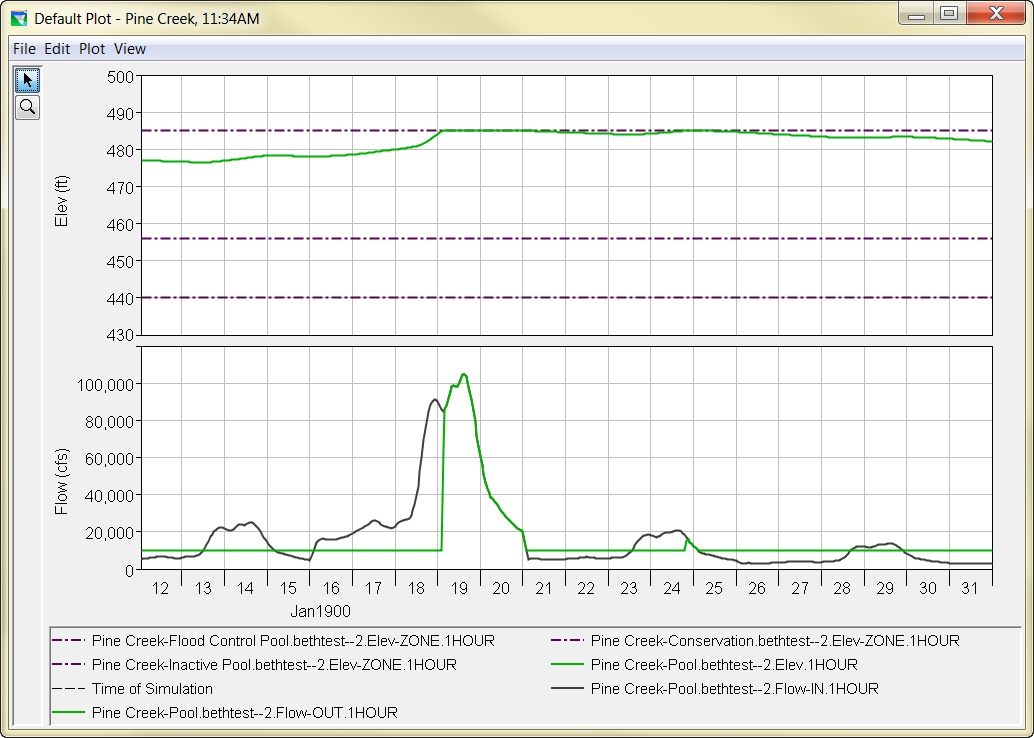 Default Plot - Pine Creek, 11:34AM
File Edit Plot View
500
490
480
470
460
450
440
430
Elev (ft)
100,000
80,000
60,000
40,000
20,000
0
Flow (cfs)
12 13 14 15 16 17 18 19 20 21 22 23 24 25 26 27 28 29 30 31
Jan1900
Pine Creek-Flood Control Pool.bethtest--2.Elev-ZONE.1HOUR
Pine Creek-Conservation.bethtest--2.Elev-ZONE.1HOUR
Pine Creek-Inactive Pool.bethtest--2.Elev-ZONE.1HOUR
Pine Creek-Pool.bethtest--2.Elev.1HOUR
Time of Simulation
Pine Creek-Pool.bethtest--2.Flow-IN.1HOUR
Pine Creek-Pool.bethtest--2.Flow-OUT.1HOUR